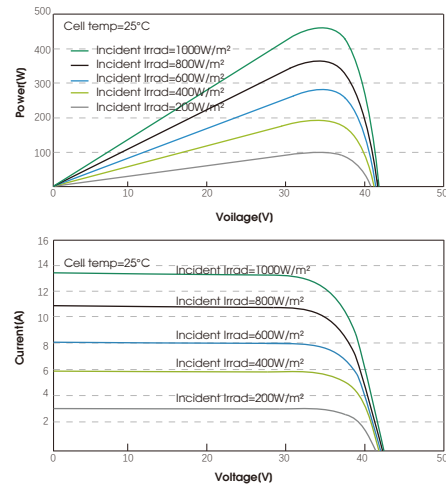 500
Cell temp=25°C
Incident Irrad=1000W/m²
400
Incident Irrad=800W/m²
Incident Irrad=600W/m²
300
Incident Irrad=400W/m²
Incident Irrad=200W/m²
200
100
Power(W)
0 10 20 30 40 50
Voilage(V)
16
Cell temp=25°C
14
Incident Irrad=1000W/m²
12
Incident Irrad=800W/m²
10
Incident Irrad=600W/m²
8
Incident Irrad=400W/m²
6
4
Incident Irrad=200W/m²
2
Current(A)
0 10 20 30 40 50
Voltage(V)